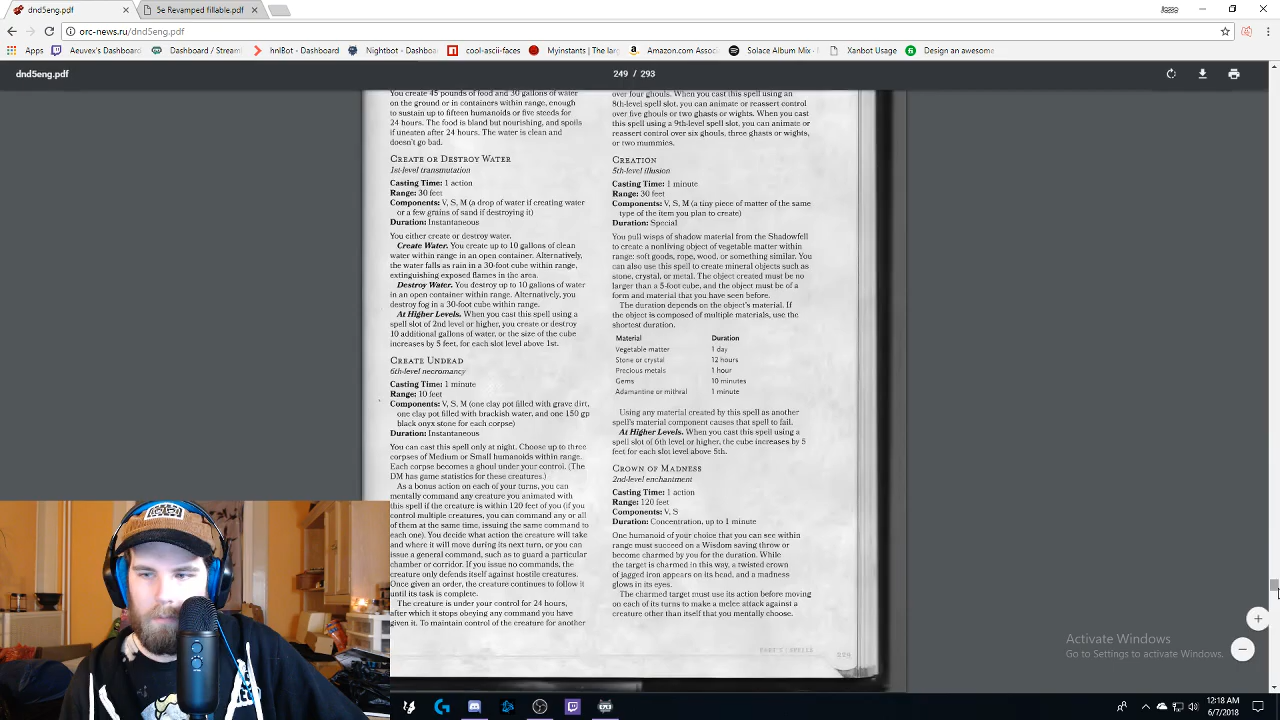 dnd5eng.pdf
5e Revamped fillable.pdf
orc-news.ru/dnd5eng.pdf
Apps
Aeuvex's Dashboard
Dashboard / Stream
hniBot - Dashboard
Nightbot - Dashboard
cool-ascii-faces
Myinstants | The larg
Amazon.com Assoc
Solace Album Mix - G
Xanbot Usage
Design an awesome
dnd5eng.pdf
249 / 293
You create 45 pounds of food and 30 gallons of water
on the ground or in containers within range, enough
to sustain up to fifteen humanoids or five steeds for
24 hours. The food is bland but nourishing, and spoils
if uneaten after 24 hours. The water is clean and
doesn't go bad.
Create or Destroy Water
1st-level transmutation
Casting Time: 1 action
Range: 30 feet
Components: V, S, M (a drop of water if creating water
or a few grains of sand if destroying it)
Duration: Instantaneous
You either create or destroy water.
Create Water. You create up to 10 gallons of clean
water within range in an open container. Alternatively,
the water falls as rain in a 30-foot cube within range,
extinguishing exposed flames in the area.
Destroy Water. You destroy up to 10 gallons of water
in an open container within range. Alternatively, you
destroy fog in a 30-foot cube within range.
At Higher Levels. When you cast this spell using a
spell slot of 2nd level or higher, you create or destroy
10 additional gallons of water, or the size of the cube
increases by 5 feet, for each slot level above 1st.
Create Undead
6th-level necromancy
Casting Time: 1 minute
Range: 10 feet
Components: V, S, M (one clay pot filled with grave dirt,
one clay pot filled with brackish water, and one 150 gp
black onyx stone for each corpse)
Duration: Instantaneous
You can cast this spell only at night. Choose up to three
corpses of Medium or Small humanoids within range.
Each corpse becomes a ghoul under your control. (The
DM has game statistics for these creatures.)
As a bonus action on each of your turns, you can
mentally command any creature you animated with
this spell if the creature is within 120 feet of you (if you
control multiple creatures, you can command any or all
of them at the same time, issuing the same command to
each one). You decide what action the creature will take
and where it will move during its next turn, or you can
issue a general command, such as to guard a particular
chamber or corridor. If you issue no commands, the
creature only defends itself against hostile creatures.
Once given an order, the creature continues to follow it
until its task is complete.
The creature is under your control for 24 hours,
after which it stops obeying any command you have
given it. To maintain control of the creature for another
over four ghouls. When you cast this spell using an
8th-level spell slot, you can animate or reassert control
over five ghouls or two ghasts or wights. When you cast
this spell using a 9th-level spell slot, you can animate or
reassert control over six ghouls, three ghasts or wights,
or two mummies.
Creation
5th-level illusion
Casting Time: 1 minute
Range: 30 feet
Components: V, S, M (a tiny piece of matter of the same
type of the item you plan to create)
Duration: Special
You pull wisps of shadow material from the Shadowfell
to create a nonliving object of vegetable matter within
range: soft goods, rope, wood, or something similar. You
can also use this spell to create mineral objects such as
stone, crystal, or metal. The object created must be no
larger than a 5-foot cube, and the object must be of a
form and material that you have seen before.
The duration depends on the object's material. If
the object is composed of multiple materials, use the
shortest duration.
Material Duration
Vegetable matter 1 day
Stone or crystal 12 hours
Precious metals 1 hour
Gems 10 minutes
Adamantine or mithral 1 minute
Using any material created by this spell as another
spell's material component causes that spell to fail.
At Higher Levels. When you cast this spell using a
spell slot of 6th level or higher, the cube increases by 5
feet for each slot level above 5th.
Crown of Madness
2nd-level enchantment
Casting Time: 1 action
Range: 120 feet
Components: V, S
Duration: Concentration, up to 1 minute
One humanoid of your choice that you can see within
range must succeed on a Wisdom saving throw or
become charmed by you for the duration. While
the target is charmed in this way, a twisted crown
of jagged iron appears on its head, and a madness
glows in its eyes.
The charmed target must use its action before moving
on each of its turns to make a melee attack against a
creature other than itself that you mentally choose.
PART 3 | SPELLS
229
Activate Windows
Go to Settings to activate Windows.
12:18 AM
6/7/2018